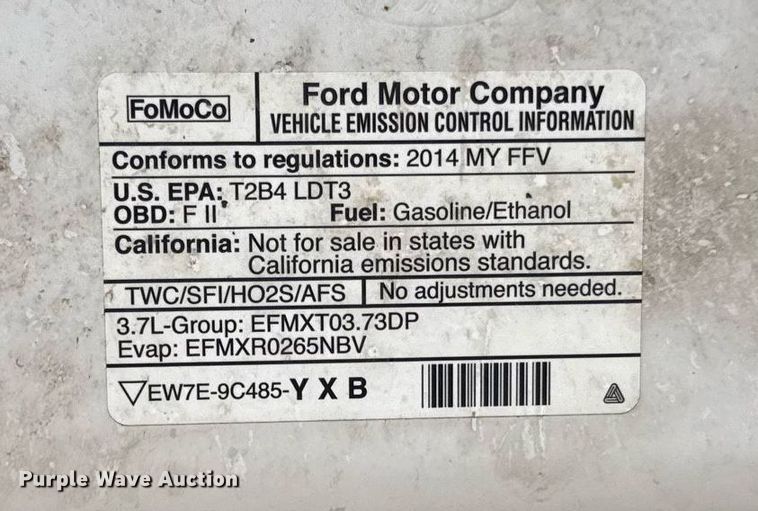 FoMoCo
Ford Motor Company
VEHICLE EMISSION CONTROL INFORMATION
Conforms to regulations: 2014 MY FFV
U.S. EPA: T2B4 LDT3
OBD: F II Fuel: Gasoline/Ethanol
California: Not for sale in states with
California emissions standards.
TWC/SFI/HO2S/AFS No adjustments needed.
3.7L-Group: EFMXT03.73DP
Evap: EFMXR0265NBV
EW7E-9C485-Y X B
Purple Wave Auction